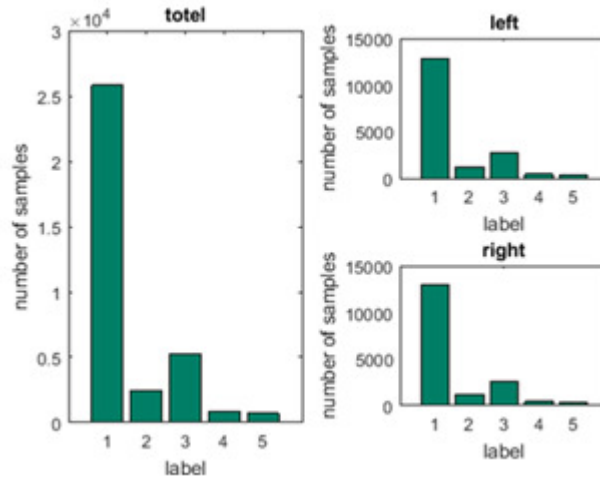 totel
×10⁴
3
2.5
2
1.5
1
0.5
0
number of samples
1 2 3 4 5
label
left
15000
10000
5000
0
number of samples
1 2 3 4 5
label
right
15000
10000
5000
0
number of samples
1 2 3 4 5
label